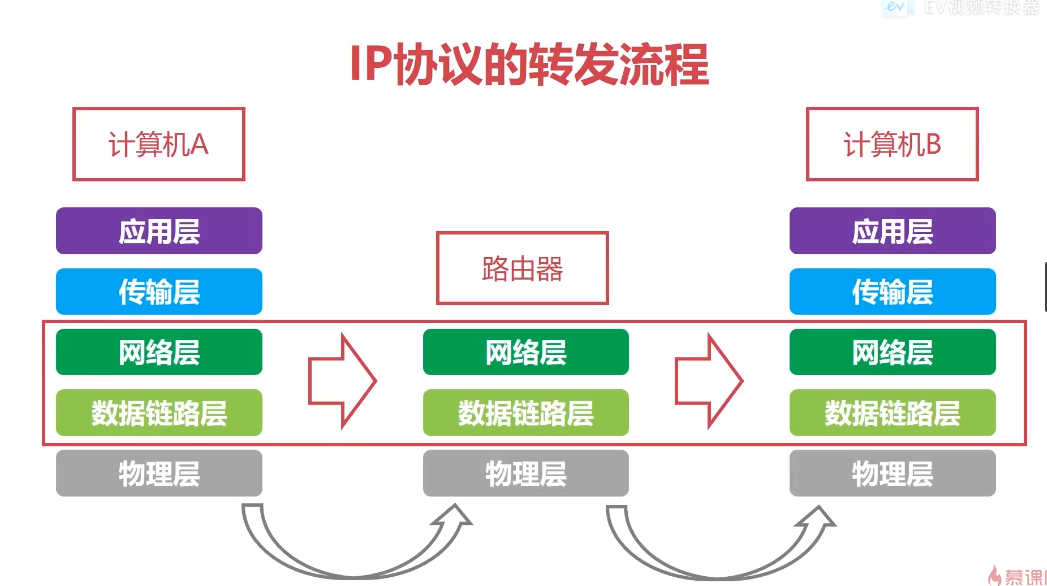 EV视频转换器
IP协议的转发流程
计算机A
计算机B
应用层
应用层
路由器
传输层
传输层
网络层
网络层
网络层
数据链路层
数据链路层
数据链路层
物理层
物理层
物理层
慕课